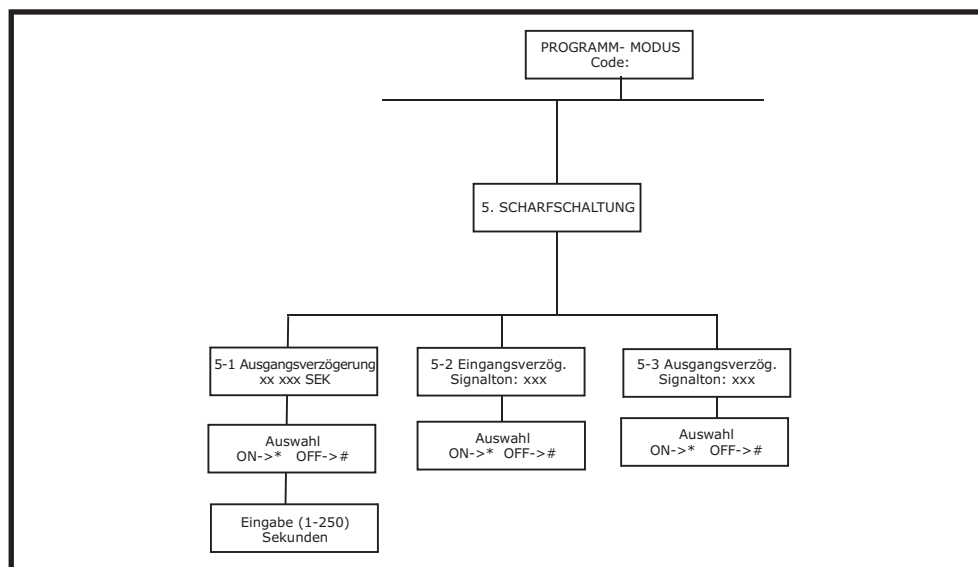 PROGRAMM- MODUS
Code:
5. SCHARFSCHALTUNG
5-1 Ausgangsverzögerung
xx xxx SEK
5-2 Eingangsverzög.
Signalton: xxx
5-3 Ausgangsverzög.
Signalton: xxx
Auswahl
ON->* OFF->#
Auswahl
ON->* OFF->#
Auswahl
ON->* OFF->#
Eingabe (1-250)
Sekunden